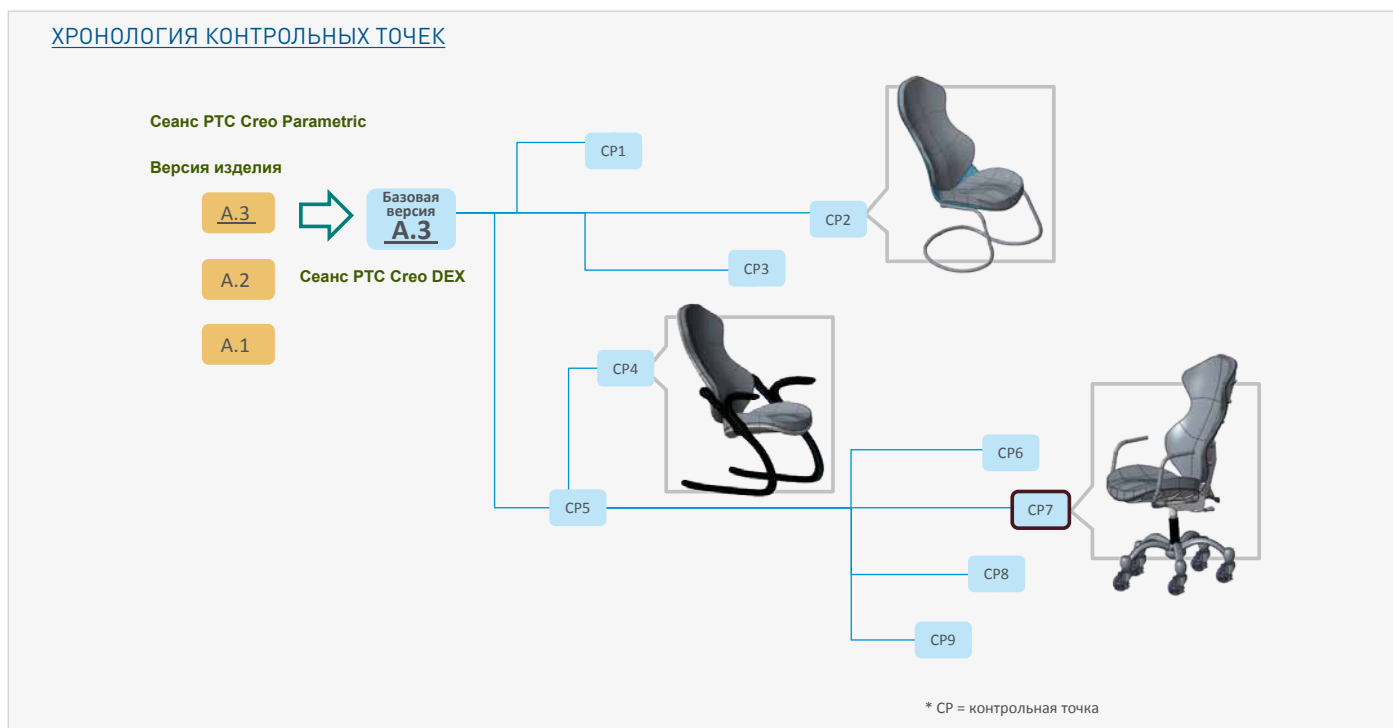 ХРОНОЛОГИЯ КОНТРОЛЬНЫХ ТОЧЕК
Сеанс PTC Creo Parametric
Версия изделия
A.3
Базовая
версия
A.3
A.2
Сеанс PTC Creo DEX
A.1
CP1
CP2
CP3
CP4
CP5
CP6
CP7
CP8
CP9
* CP = контрольная точка